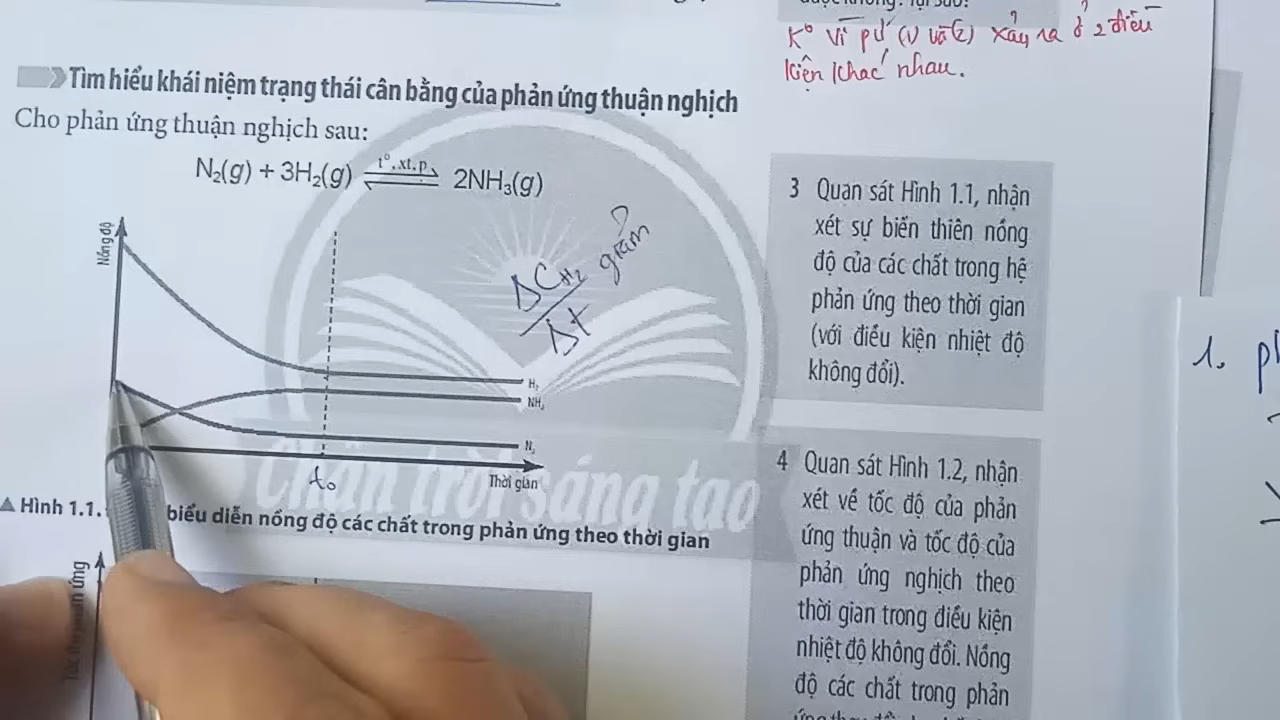 K⁰ vì pứ (1 và 2) xảy ra ở 2 điều
kiện khác nhau.
Tìm hiểu khái niệm trạng thái cân bằng của phản ứng thuận nghịch
Cho phản ứng thuận nghịch sau:
N₂(g) + 3H₂(g) ⇌ 2NH₃(g)
t°, xt, p
Nồng độ
ΔC_H₂ giảm
Δt
H₂
NH₃
N₂
t₀
Thời gian
Hình 1.1. biểu diễn nồng độ các chất trong phản ứng theo thời gian
3 Quan sát Hình 1.1, nhận
xét sự biến thiên nồng
độ của các chất trong hệ
phản ứng theo thời gian
(với điều kiện nhiệt độ
không đổi).
4 Quan sát Hình 1.2, nhận
xét về tốc độ của phản
ứng thuận và tốc độ của
phản ứng nghịch theo
thời gian trong điều kiện
nhiệt độ không đổi. Nồng
độ các chất trong phản
1.
Chân trời sáng tạo